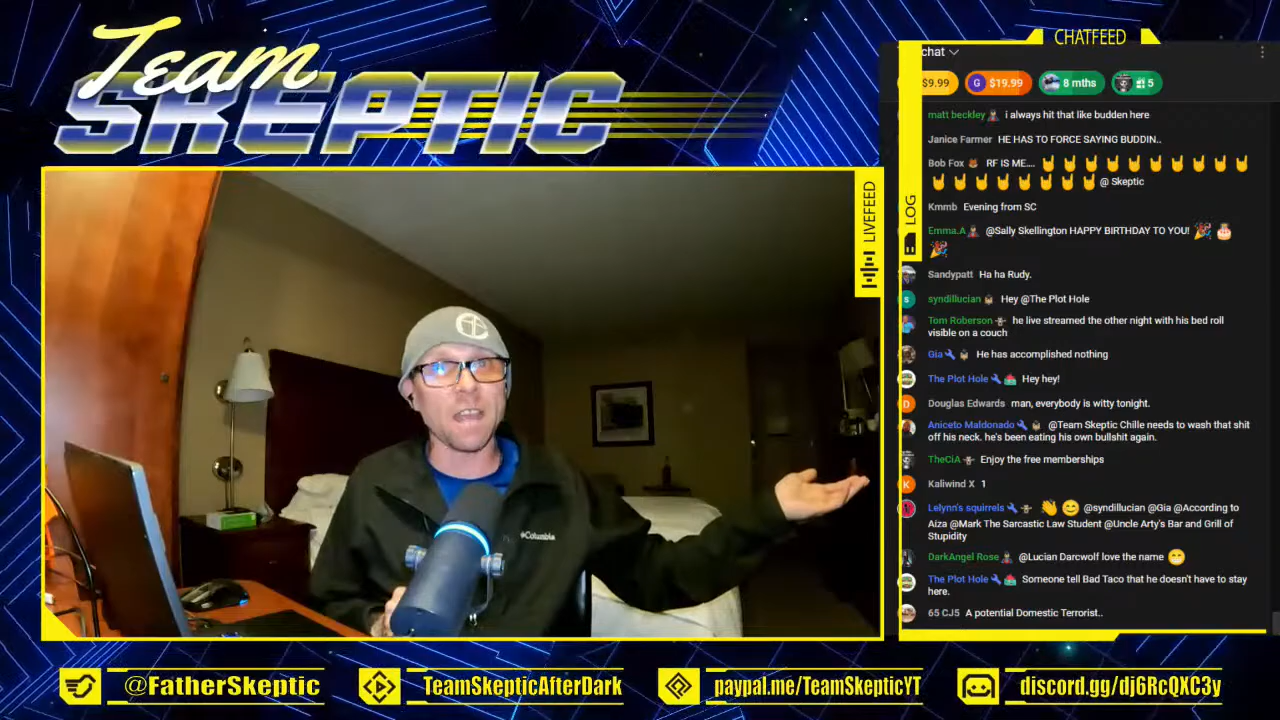 Team
SKEPTIC
CHATFEED
chat
$9.99
G $19.99
8 mths
5
LIVEFEED
LOG
matt beckley i always hit that like budden here
Janice Farmer HE HAS TO FORCE SAYING BUDDIN..
Bob Fox RF IS ME.... 🤘🤘🤘🤘🤘🤘🤘🤘🤘🤘
🤘🤘🤘🤘🤘🤘🤘🤘 @ Skeptic
Kmmb Evening from SC
Emma.A @Sally Skellington HAPPY BIRTHDAY TO YOU! 🎉 🎂
🎉
Sandypatt Ha ha Rudy.
s syndillucian Hey @The Plot Hole
Tom Roberson he live streamed the other night with his bed roll
visible on a couch
Gia He has accomplished nothing
The Plot Hole Hey hey!
D Douglas Edwards man, everybody is witty tonight.
Aniceto Maldonado @Team Skeptic Chille needs to wash that shit
off his neck. he's been eating his own bullshit again.
TheCiA Enjoy the free memberships
K Kaliwind X 1
Lelynn's squirrels 👋 😊 @syndillucian @Gia @According to
Aiza @Mark The Sarcastic Law Student @Uncle Arty's Bar and Grill of
Stupidity
DarkAngel Rose @Lucian Darcwolf love the name 😁
The Plot Hole Someone tell Bad Taco that he doesn't have to stay
here.
65 CJ5 A potential Domestic Terrorist..
Columbia
@FatherSkeptic
TeamSkepticAfterDark
paypal.me/TeamSkepticYT
discord.gg/dj6RcQXC3y